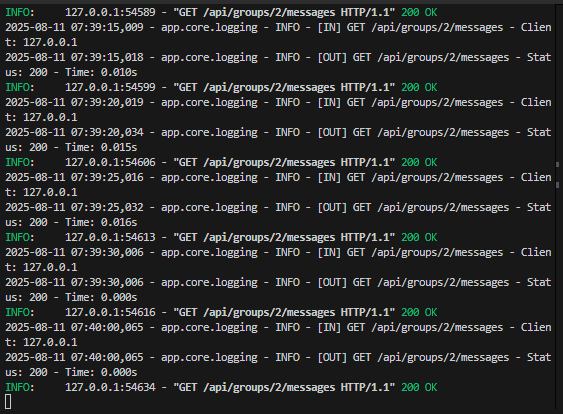 INFO:     127.0.0.1:54589 - "GET /api/groups/2/messages HTTP/1.1" 200 OK
2025-08-11 07:39:15,009 - app.core.logging - INFO - [IN] GET /api/groups/2/messages - Clien
t: 127.0.0.1
2025-08-11 07:39:15,018 - app.core.logging - INFO - [OUT] GET /api/groups/2/messages - Stat
us: 200 - Time: 0.010s
INFO:     127.0.0.1:54599 - "GET /api/groups/2/messages HTTP/1.1" 200 OK
2025-08-11 07:39:20,019 - app.core.logging - INFO - [IN] GET /api/groups/2/messages - Clien
t: 127.0.0.1
2025-08-11 07:39:20,034 - app.core.logging - INFO - [OUT] GET /api/groups/2/messages - Stat
us: 200 - Time: 0.015s
INFO:     127.0.0.1:54606 - "GET /api/groups/2/messages HTTP/1.1" 200 OK
2025-08-11 07:39:25,016 - app.core.logging - INFO - [IN] GET /api/groups/2/messages - Clien
t: 127.0.0.1
2025-08-11 07:39:25,032 - app.core.logging - INFO - [OUT] GET /api/groups/2/messages - Stat
us: 200 - Time: 0.016s
INFO:     127.0.0.1:54613 - "GET /api/groups/2/messages HTTP/1.1" 200 OK
2025-08-11 07:39:30,006 - app.core.logging - INFO - [IN] GET /api/groups/2/messages - Clien
t: 127.0.0.1
2025-08-11 07:39:30,006 - app.core.logging - INFO - [OUT] GET /api/groups/2/messages - Stat
us: 200 - Time: 0.000s
INFO:     127.0.0.1:54616 - "GET /api/groups/2/messages HTTP/1.1" 200 OK
2025-08-11 07:40:00,065 - app.core.logging - INFO - [IN] GET /api/groups/2/messages - Clien
t: 127.0.0.1
2025-08-11 07:40:00,065 - app.core.logging - INFO - [OUT] GET /api/groups/2/messages - Stat
us: 200 - Time: 0.000s
INFO:     127.0.0.1:54634 - "GET /api/groups/2/messages HTTP/1.1" 200 OK